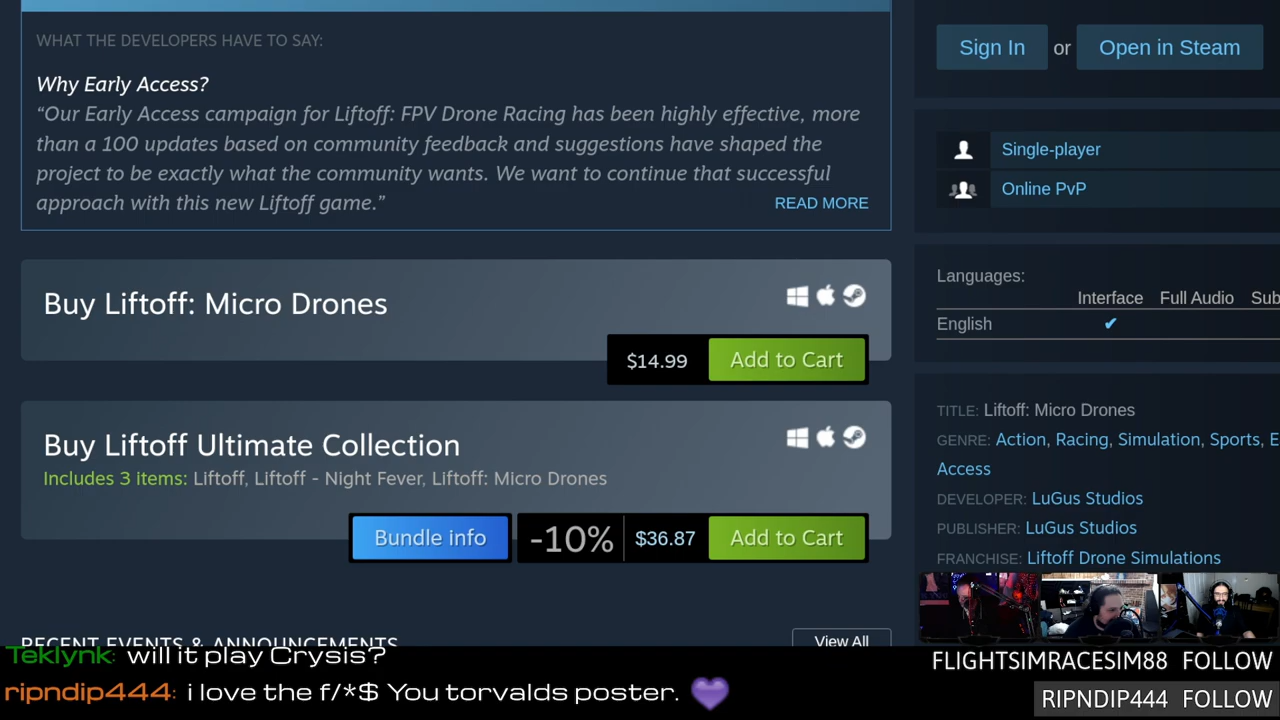 WHAT THE DEVELOPERS HAVE TO SAY:
Why Early Access?
“Our Early Access campaign for Liftoff: FPV Drone Racing has been highly effective, more
than a 100 updates based on community feedback and suggestions have shaped the
project to be exactly what the community wants. We want to continue that successful
approach with this new Liftoff game.”
READ MORE
Buy Liftoff: Micro Drones
$14.99
Add to Cart
Buy Liftoff Ultimate Collection
Includes 3 items: Liftoff, Liftoff - Night Fever, Liftoff: Micro Drones
Bundle info
-10%
$36.87
Add to Cart
RECENT EVENTS & ANNOUNCEMENTS
View All
Sign In or Open in Steam
Single-player
Online PvP
Languages:
Interface Full Audio Sub
English ✔
TITLE: Liftoff: Micro Drones
GENRE: Action, Racing, Simulation, Sports, E
Access
DEVELOPER: LuGus Studios
PUBLISHER: LuGus Studios
FRANCHISE: Liftoff Drone Simulations
Teklynk: will it play Crysis?
ripndip444: i love the f/*$ You torvalds poster. 💜
FLIGHTSIMRACESIM88 FOLLOW
RIPNDIP444 FOLLOW